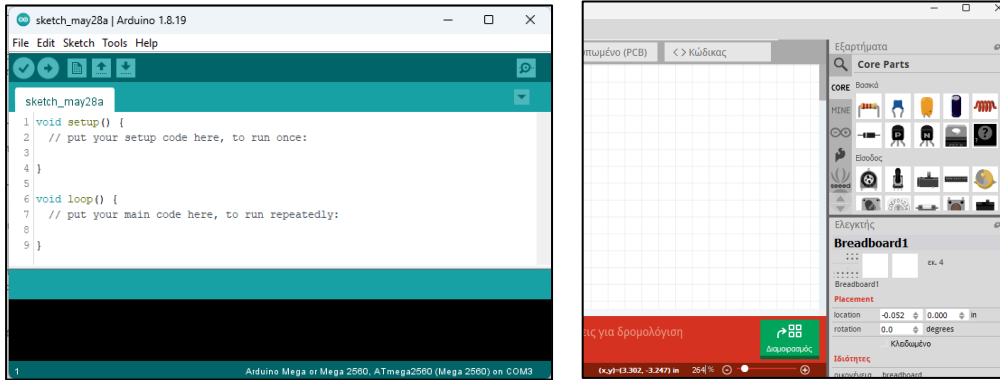 sketch_may28a | Arduino 1.8.19
File Edit Sketch Tools Help
sketch_may28a
1 void setup() {
2 // put your setup code here, to run once:
3
4 }
5
6 void loop() {
7 // put your main code here, to run repeatedly:
8
9 }
1 Arduino Mega or Mega 2560, ATmega2560 (Mega 2560) on COM3
πωμένο (PCB) <> Κώδικας
Εξαρτήματα
Core Parts
CORE Βασικά
MINE
P N ?
Είσοδος
seeed
Ελεγκτής
Breadboard1
εκ. 4
Breadboard1
Placement
location -0.052 0.000 in
rotation 0.0 degrees
Κλειδωμένο
Ιδιότητες
οικογένεια breadboard
εις για δρομολόγιση
Διαμοιρασμός
(x,y)=(3.302, -3.247) in 264 %